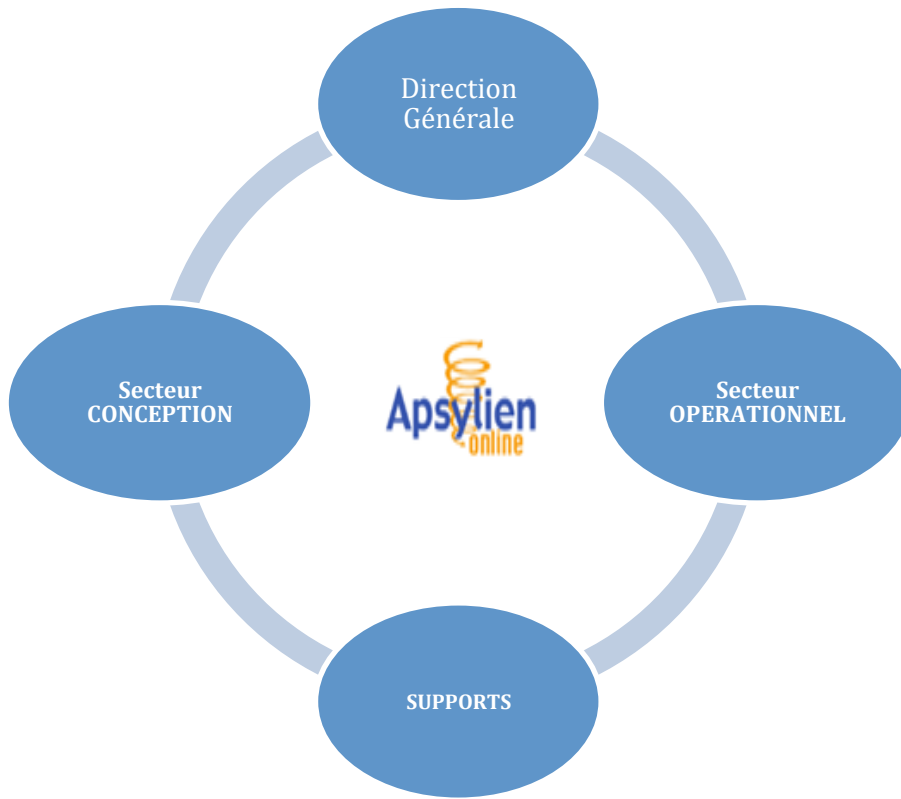 Direction
Générale
Secteur
CONCEPTION
Apsylien
online
Secteur
OPERATIONNEL
SUPPORTS